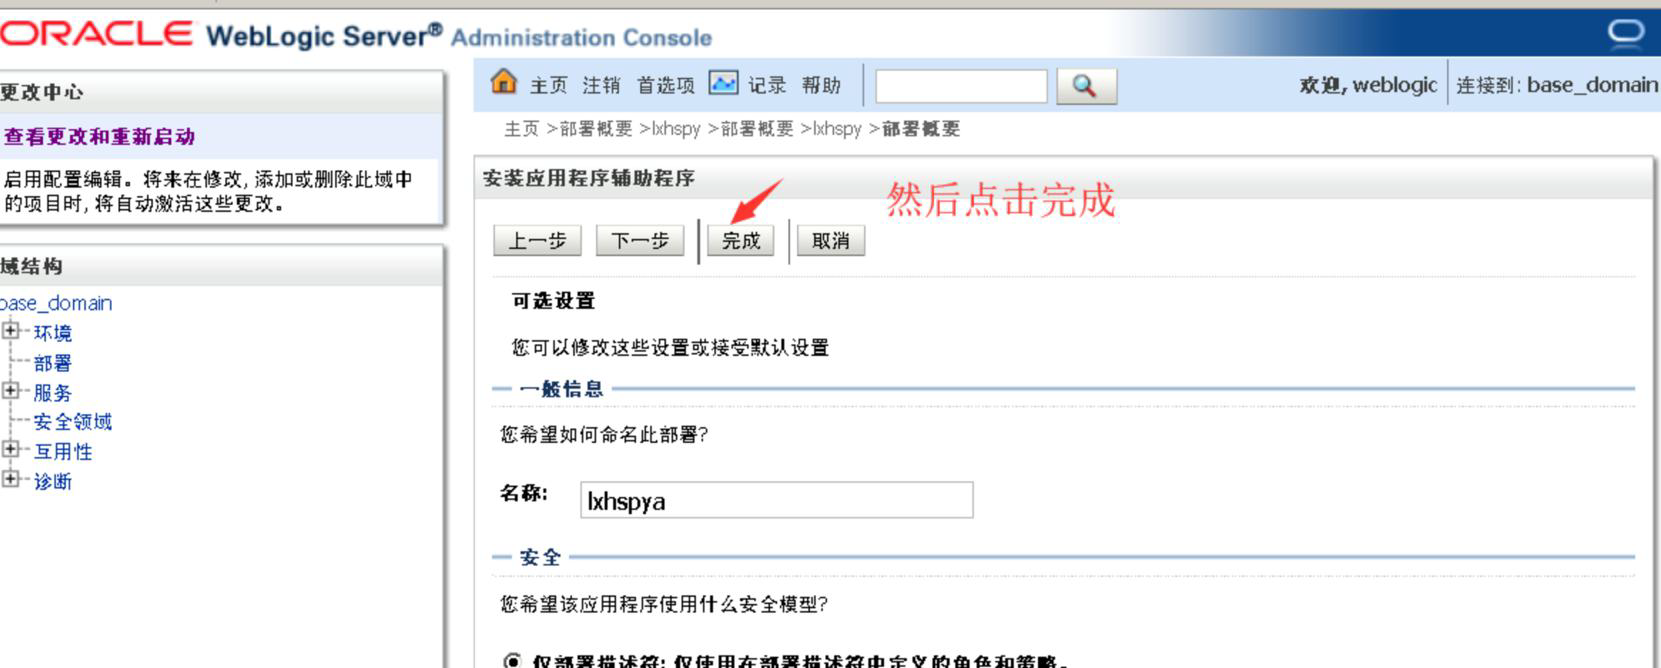 ORACLE WebLogic Server® Administration Console
更改中心
查看更改和重新启动
启用配置编辑。将来在修改, 添加或删除此域中
的项目时, 将自动激活这些更改。
域结构
base_domain
环境
部署
服务
安全领域
互用性
诊断
主页 注销 首选项 记录 帮助
欢迎, weblogic 连接到: base_domain
主页 >部署概要 >lxhspy >部署概要 >lxhspy >部署概要
安装应用程序辅助程序
然后点击完成
上一步 下一步 完成 取消
可选设置
您可以修改这些设置或接受默认设置
一般信息
您希望如何命名此部署?
名称: lxhspya
安全
您希望该应用程序使用什么安全模型?
仅部署描述符: 仅使用在部署描述符中定义的角色和策略。